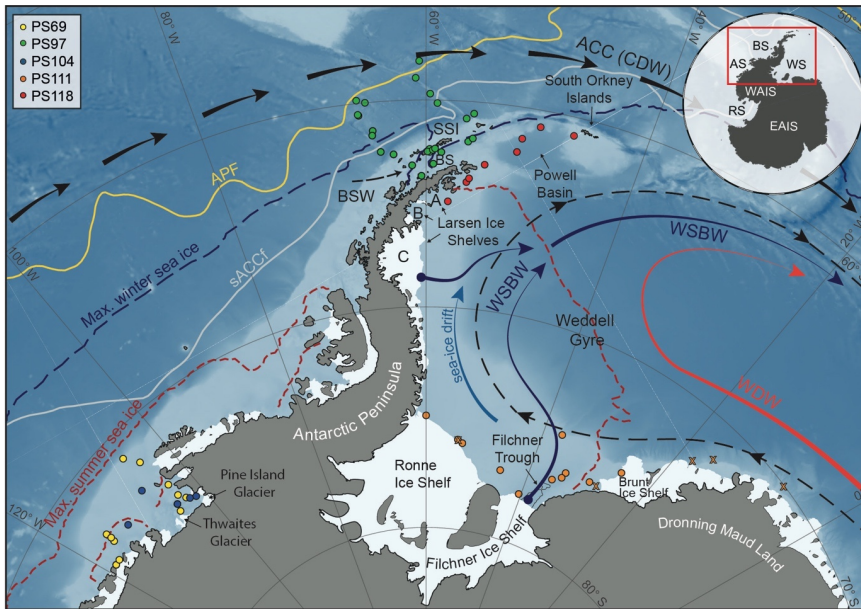 PS69
PS97
PS104
PS111
PS118
80° W
60° W
40° W
50°
ACC (CDW)
BS
AS
WS
WAIS
RS
EAIS
South Orkney
Islands
SSI
BS
APF
BSW
Powell
Basin
A
B
Larsen Ice
Shelves
C
100° W
Max. winter sea ice
sACCf
WSBW
WSBW
20° W
60° S
sea-ice drift
Weddell
Gyre
WDW
Max. summer sea ice
Antarctic Peninsula
Pine Island
Glacier
Thwaites
Glacier
Ronne
Ice Shelf
Filchner
Trough
Brunt
Ice Shelf
Filchner Ice Shelf
Dronning Maud
Land
120° W
80° S
70° S